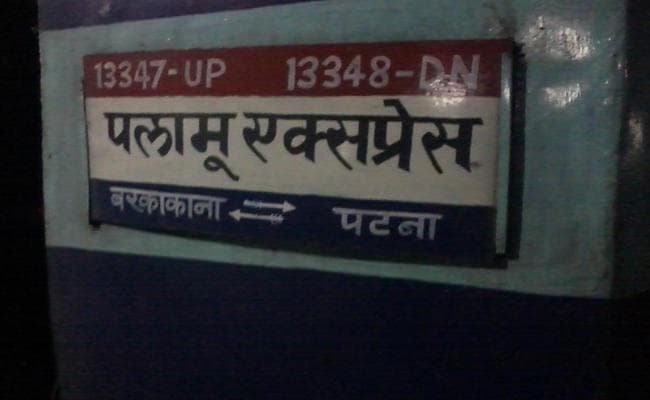 13347-UP 13348-DN
पलामू एक्सप्रेस
बरकाकाना ⇌ पटना